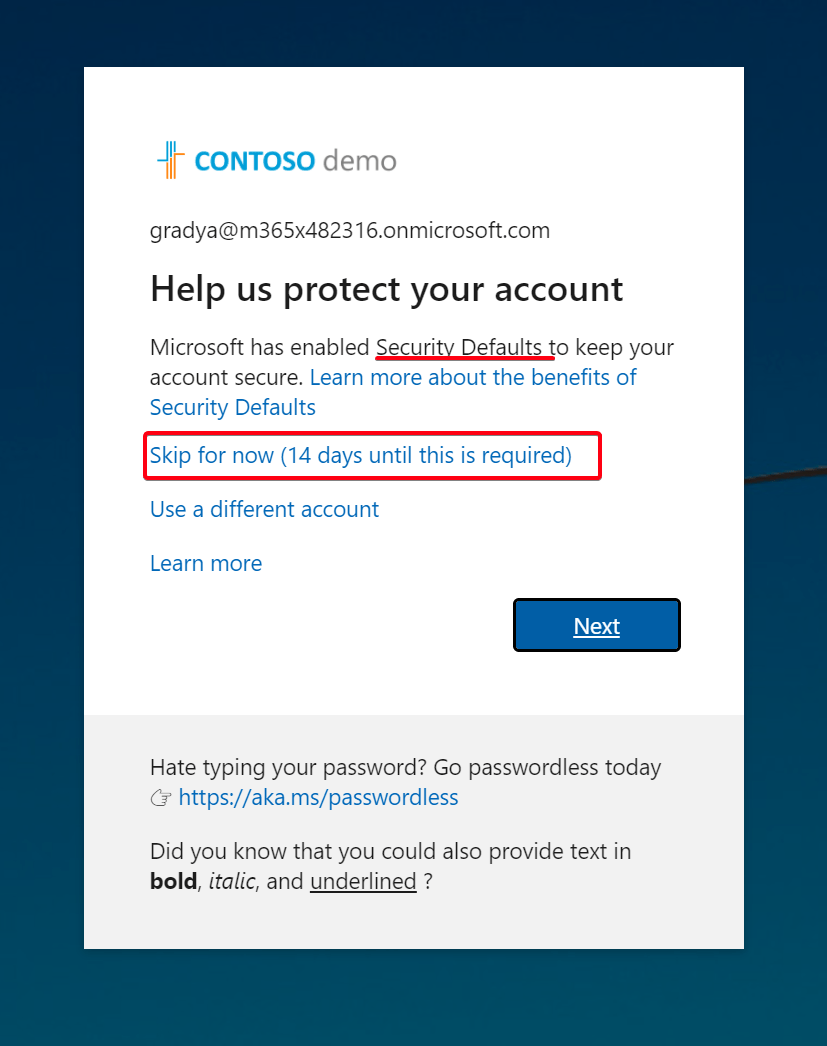 CONTOSO demo
gradya@m365x482316.onmicrosoft.com
Help us protect your account
Microsoft has enabled Security Defaults to keep your
account secure. Learn more about the benefits of
Security Defaults
Skip for now (14 days until this is required)
Use a different account
Learn more
Next
Hate typing your password? Go passwordless today
👉 https://aka.ms/passwordless
Did you know that you could also provide text in
bold, italic, and underlined ?